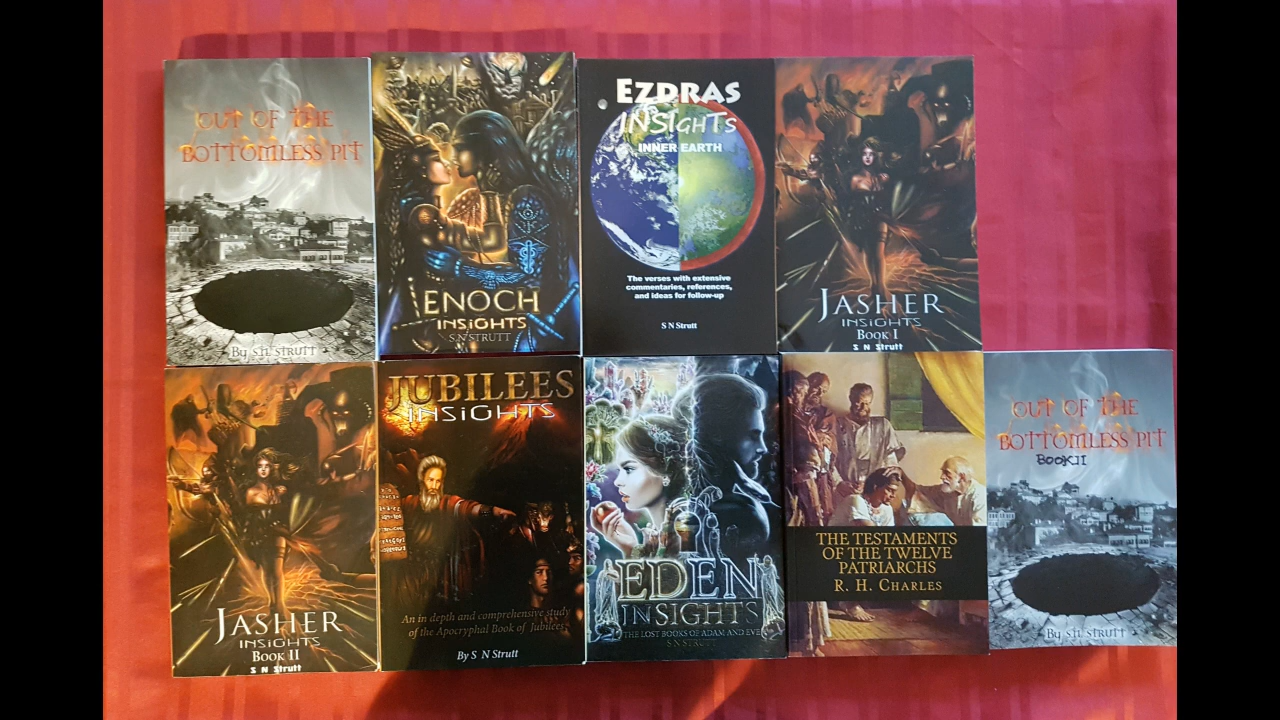 OUT OF THE
BOTTOMLESS PIT
By S.N STRUTT
ENOCH
INSIGHTS
S.N STRUTT
EZDRAS
INSIGHTS
INNER EARTH
The verses with extensive
commentaries, references,
and ideas for follow-up
S N Strutt
JASHER
INSIGHTS
Book I
S N Strutt
JASHER
INSIGHTS
Book II
S N Strutt
JUBILEES
INSIGHTS
An in depth and comprehensive study
of the Apocryphal Book of Jubilees
By S N Strutt
EDEN
INSIGHTS
THE LOST BOOKS OF ADAM AND EVE
S N STRUTT
THE TESTAMENTS
OF THE TWELVE
PATRIARCHS
R. H. CHARLES
OUT OF THE
BOTTOMLESS PIT
BOOK II
By S.N STRUTT